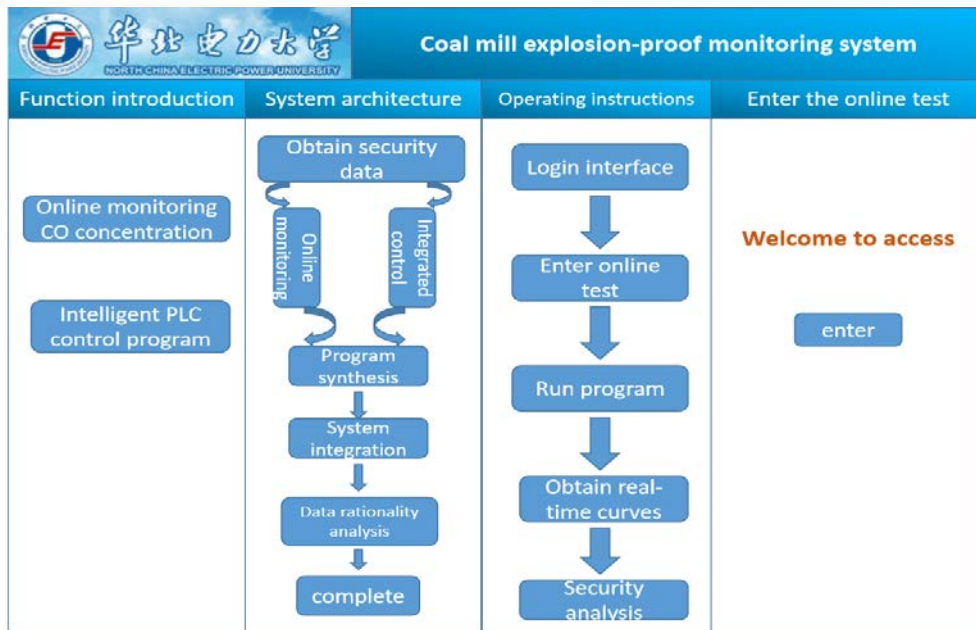 华北电力大学
NORTH CHINA ELECTRIC POWER UNIVERSITY
Coal mill explosion-proof monitoring system
Function introduction
Online monitoring
CO concentration
Intelligent PLC
control program
System architecture
Obtain security
data
Online
monitoring
Integrated
control
Program
synthesis
System
integration
Data rationality
analysis
complete
Operating instructions
Login interface
Enter online
test
Run program
Obtain real-
time curves
Security
analysis
Enter the online test
Welcome to access
enter